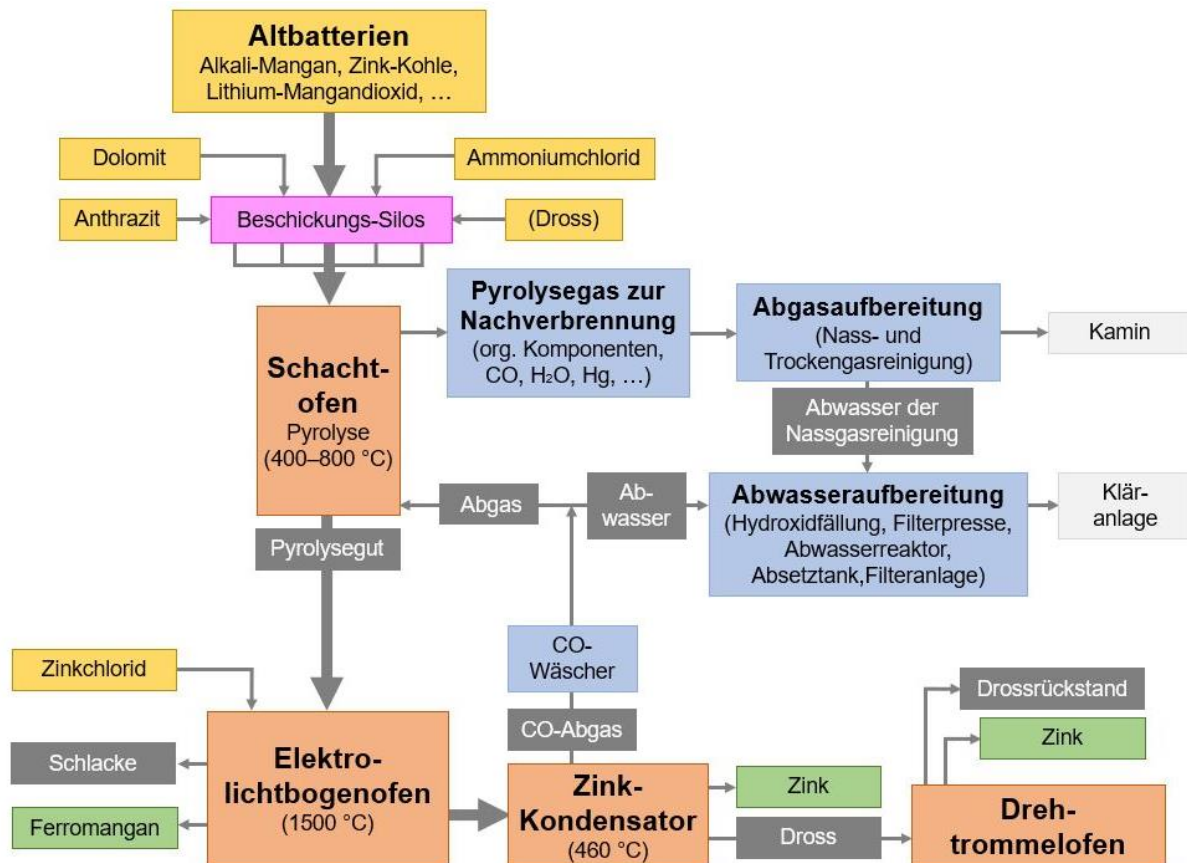 Altbatterien
Alkali-Mangan, Zink-Kohle,
Lithium-Mangandioxid, …
Dolomit
Ammoniumchlorid
Anthrazit
Beschickungs-Silos
(Dross)
Schacht-
ofen
Pyrolyse
(400–800 °C)
Pyrolysegas zur
Nachverbrennung
(org. Komponenten,
CO, H₂O, Hg, …)
Abgasaufbereitung
(Nass- und
Trockengasreinigung)
Kamin
Abwasser der
Nassgasreinigung
Abgas
Ab-
wasser
Abwasseraufbereitung
(Hydroxidfällung, Filterpresse,
Abwasserreaktor,
Absetztank,Filteranlage)
Klär-
anlage
Pyrolysegut
CO-
Wäscher
Zinkchlorid
CO-Abgas
Drossrückstand
Zink
Schlacke
Ferromangan
Elektro-
lichtbogenofen
(1500 °C)
Zink-
Kondensator
(460 °C)
Zink
Dross
Dreh-
trommelofen